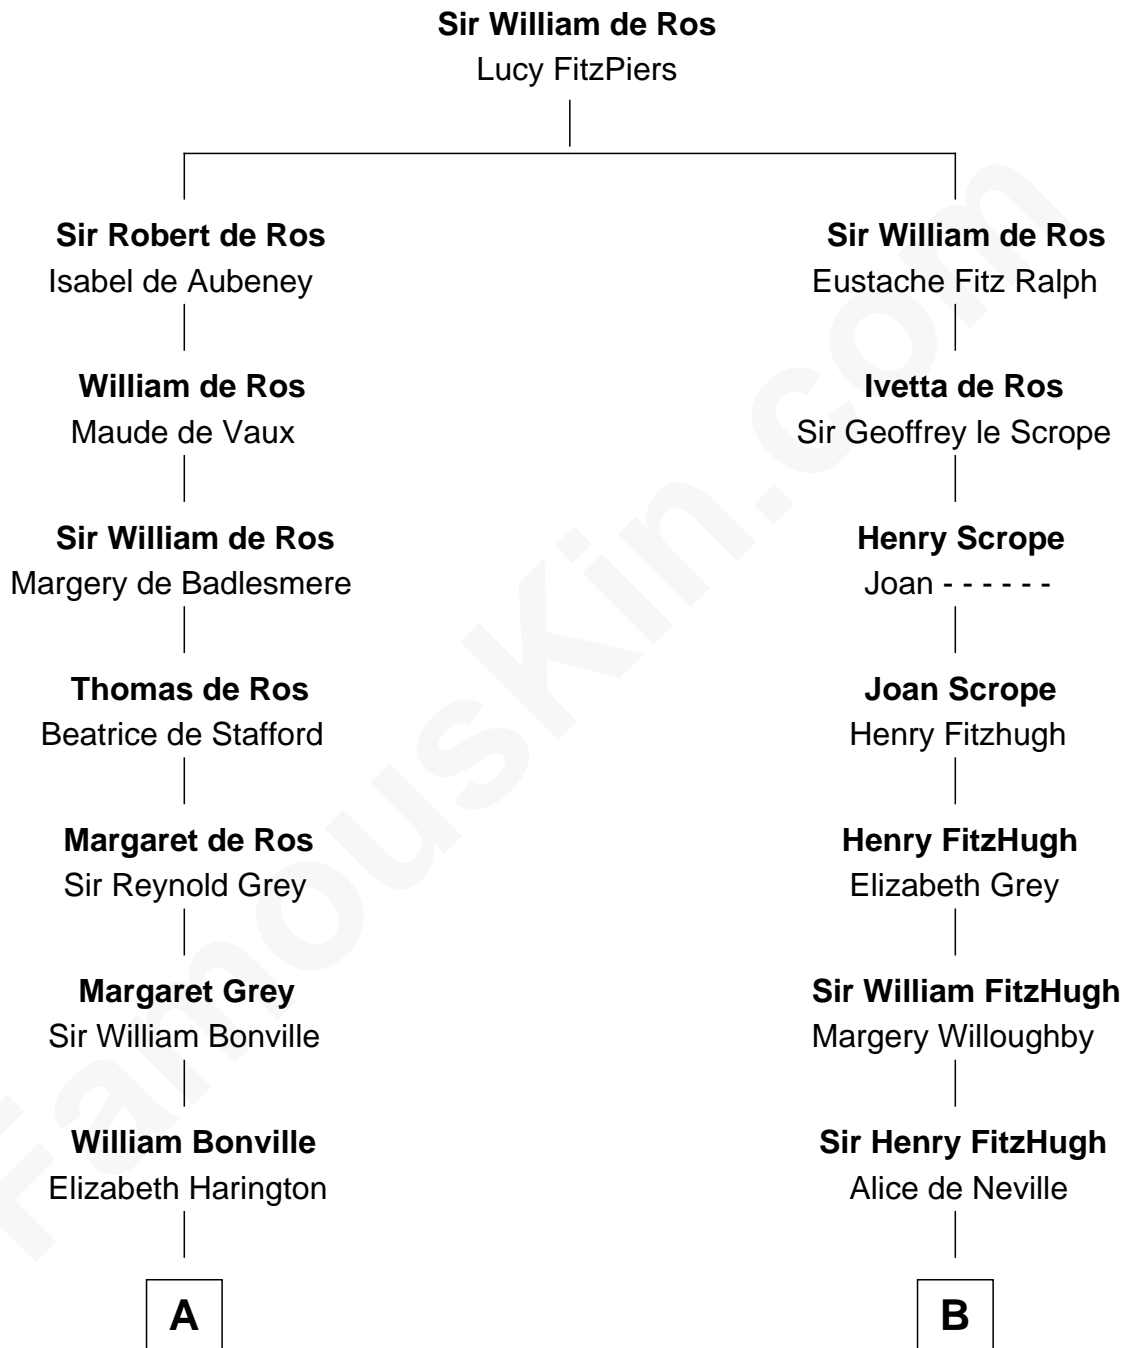 Sir William de Ros
Lucy FitzPiers
Sir Robert de Ros
Isabel de Aubeney
William de Ros
Maude de Vaux
Sir William de Ros
Margery de Badlesmere
Thomas de Ros
Beatrice de Stafford
Margaret de Ros
Sir Reynold Grey
Margaret Grey
Sir William Bonville
William Bonville
Elizabeth Harington
A
Sir William de Ros
Eustache Fitz Ralph
Ivetta de Ros
Sir Geoffrey le Scrope
Henry Scrope
Joan - - - - - -
Joan Scrope
Henry Fitzhugh
Henry FitzHugh
Elizabeth Grey
Sir William FitzHugh
Margery Willoughby
Sir Henry FitzHugh
Alice de Neville
B
FamousKin.com